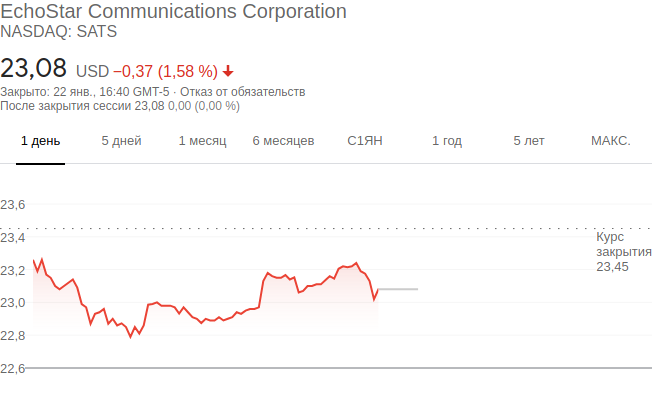 EchoStar Communications Corporation
NASDAQ: SATS
23,08 USD −0,37 (1,58 %)
Закрыто: 22 янв., 16:40 GMT-5 · Отказ от обязательств
После закрытия сессии 23,08 0,00 (0,00 %)
1 день 5 дней 1 месяц 6 месяцев С1ЯН 1 год 5 лет МАКС.
23,6
23,4
Курс
закрытия
23,45
23,2
23,0
22,8
22,6